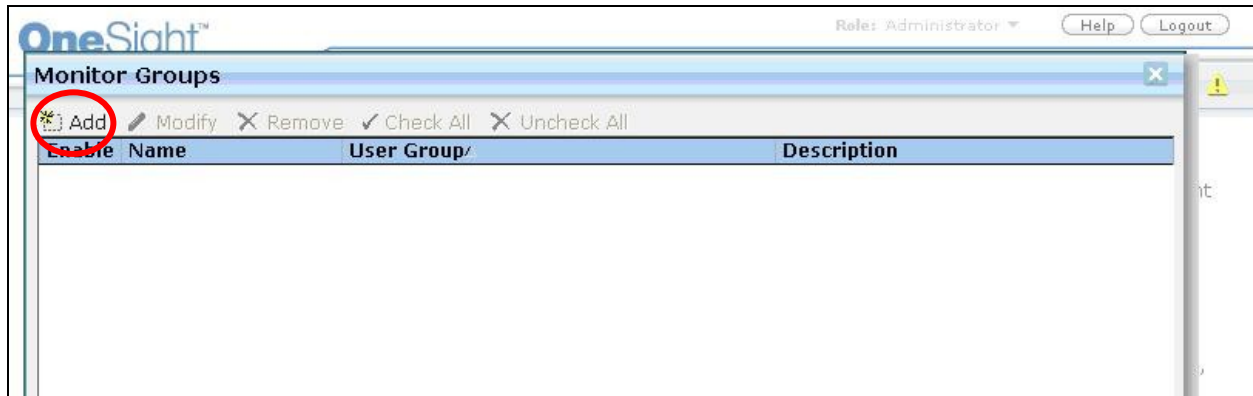 OneSight™
Role: Administrator
Help
Logout
Monitor Groups
Add Modify Remove Check All Uncheck All
Enable Name User Group Description